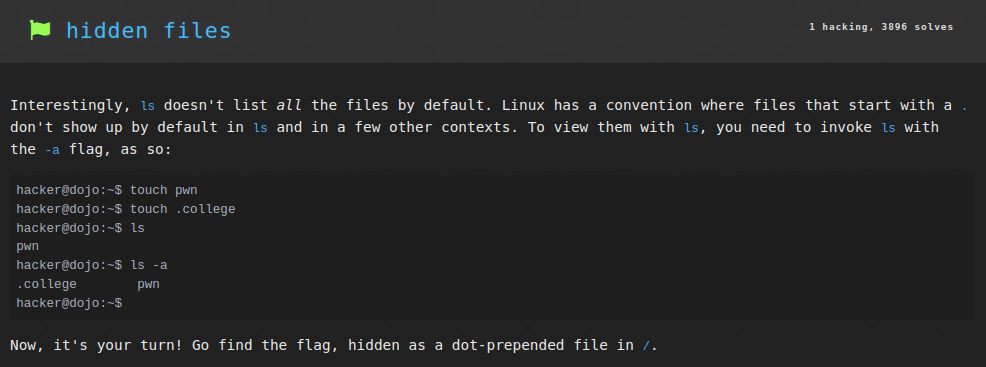 hidden files
1 hacking, 3896 solves
Interestingly, ls doesn't list all the files by default. Linux has a convention where files that start with a .
don't show up by default in ls and in a few other contexts. To view them with ls, you need to invoke ls with
the -a flag, as so:
hacker@dojo:~$ touch pwn
hacker@dojo:~$ touch .college
hacker@dojo:~$ ls
pwn
hacker@dojo:~$ ls -a
.college        pwn
hacker@dojo:~$
Now, it's your turn! Go find the flag, hidden as a dot-prepended file in /.